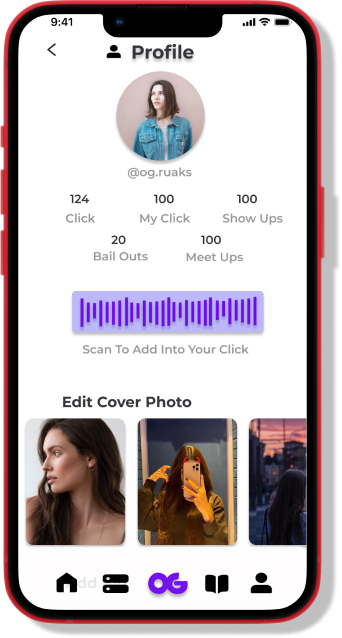 9:41
Profile
@og.ruaks
124 100 100
Click My Click Show Ups
20 100
Bail Outs Meet Ups
Scan To Add Into Your Click
Edit Cover Photo
OG